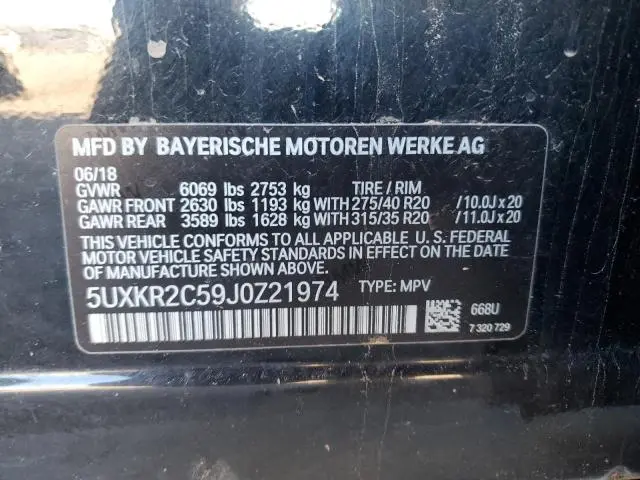 MFD BY BAYERISCHE MOTOREN WERKE AG
06/18
GVWR 6069 lbs 2753 kg TIRE / RIM
GAWR FRONT 2630 lbs 1193 kg WITH 275/40 R20 /10.0J x 20
GAWR REAR 3589 lbs 1628 kg WITH 315/35 R20 /11.0J x 20
THIS VEHICLE CONFORMS TO ALL APPLICABLE U. S. FEDERAL
MOTOR VEHICLE SAFETY STANDARDS IN EFFECT ON THE DATE
OF MANUFACTURE SHOWN ABOVE.
5UXKR2C59J0Z21974 TYPE: MPV
668U
7 320 729